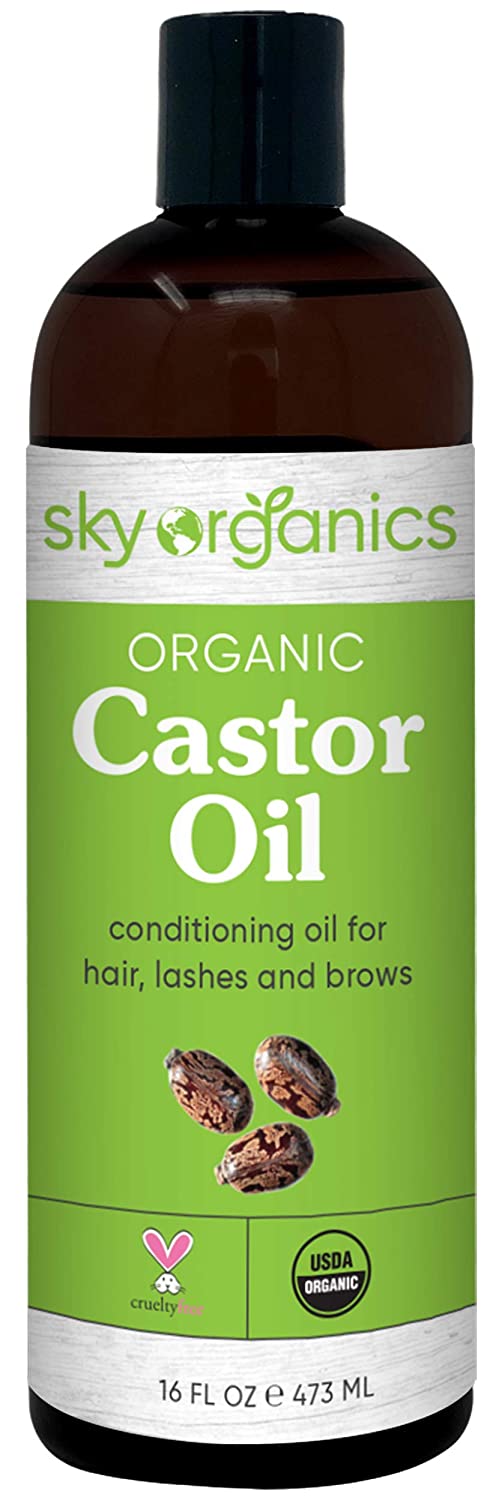 sky organics
ORGANIC
Castor
Oil
conditioning oil for
hair, lashes and brows
crueltyfree
USDA
ORGANIC
16 FL OZ e 473 ML